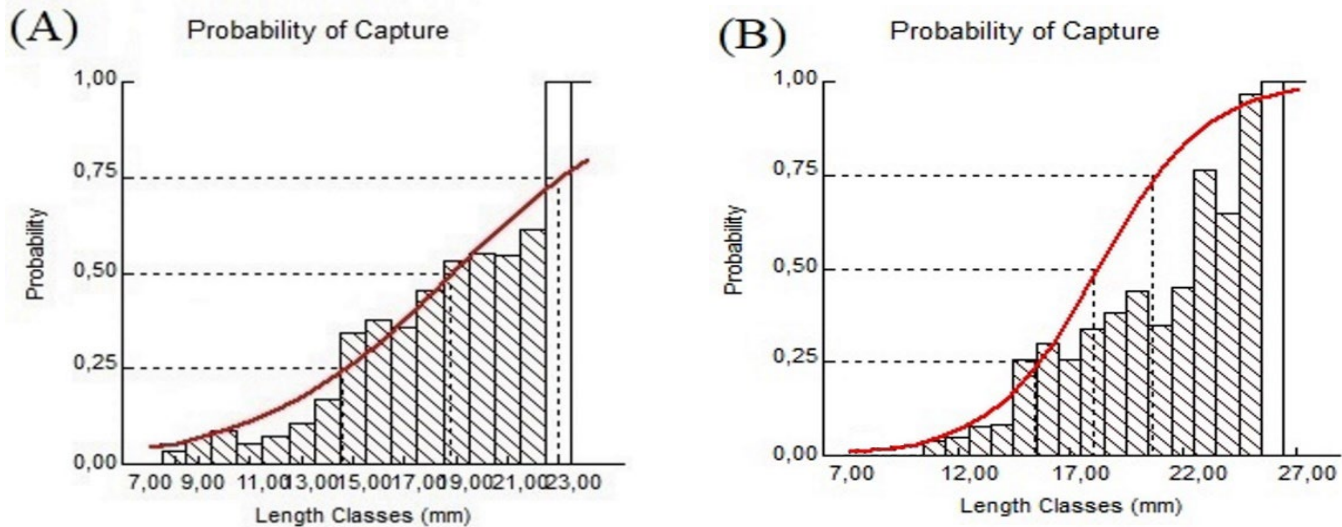 (A)
Probability of Capture
1,00
0,75
0,50
0,25
0,00
Probability
7,00 9,00 11,00 13,00 15,00 17,00 19,00 21,00 23,00
Length Classes (mm)
(B)
Probability of Capture
1,00
0,75
0,50
0,25
0,00
Probability
7,00 12,00 17,00 22,00 27,00
Length Classes (mm)